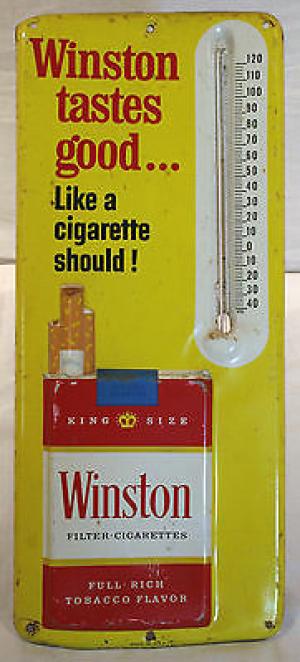 Winston
tastes
good...
Like a
cigarette
should!
120
110
100
90
80
70
60
50
40
30
20
10
0
10
20
30
40
KING SIZE
Winston
FILTER-CIGARETTES
FULL-RICH
TOBACCO FLAVOR